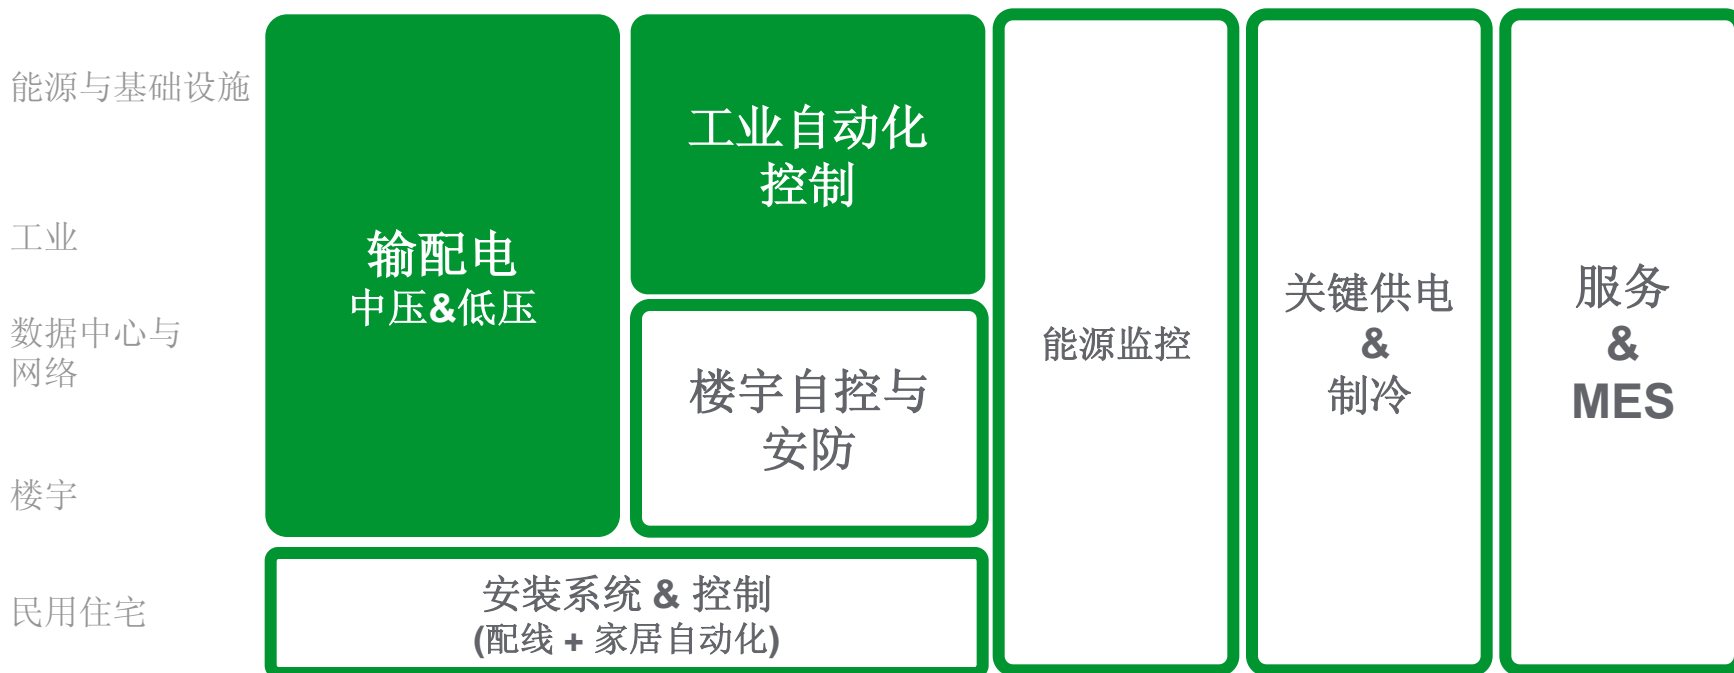 能源与基础设施
工业
数据中心与
网络
楼宇
民用住宅
输配电
中压&低压
工业自动化
控制
楼宇自控与
安防
安装系统 & 控制
(配线 + 家居自动化)
能源监控
关键供电
&
制冷
服务
&
MES